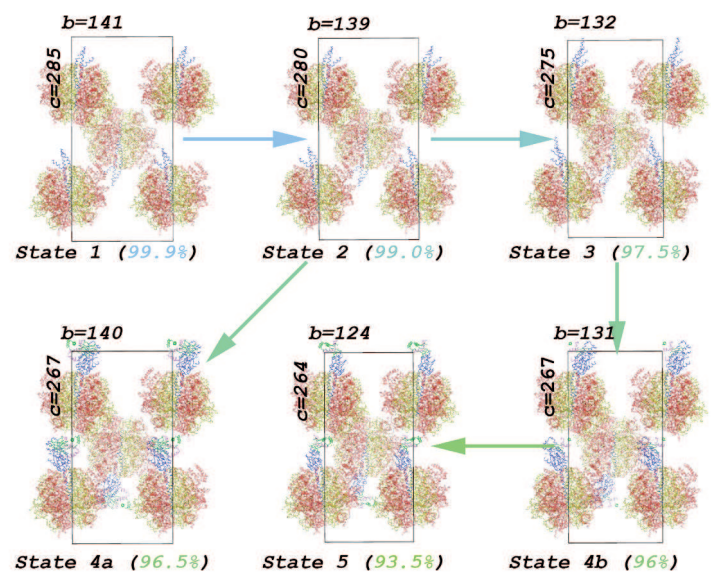 b=141
b=139
b=132
c=285
c=280
c=275
State 1 (99.9%)
State 2 (99.0%)
State 3 (97.5%)
b=140
b=124
b=131
c=267
c=264
c=267
State 4a (96.5%)
State 5 (93.5%)
State 4b (96%)